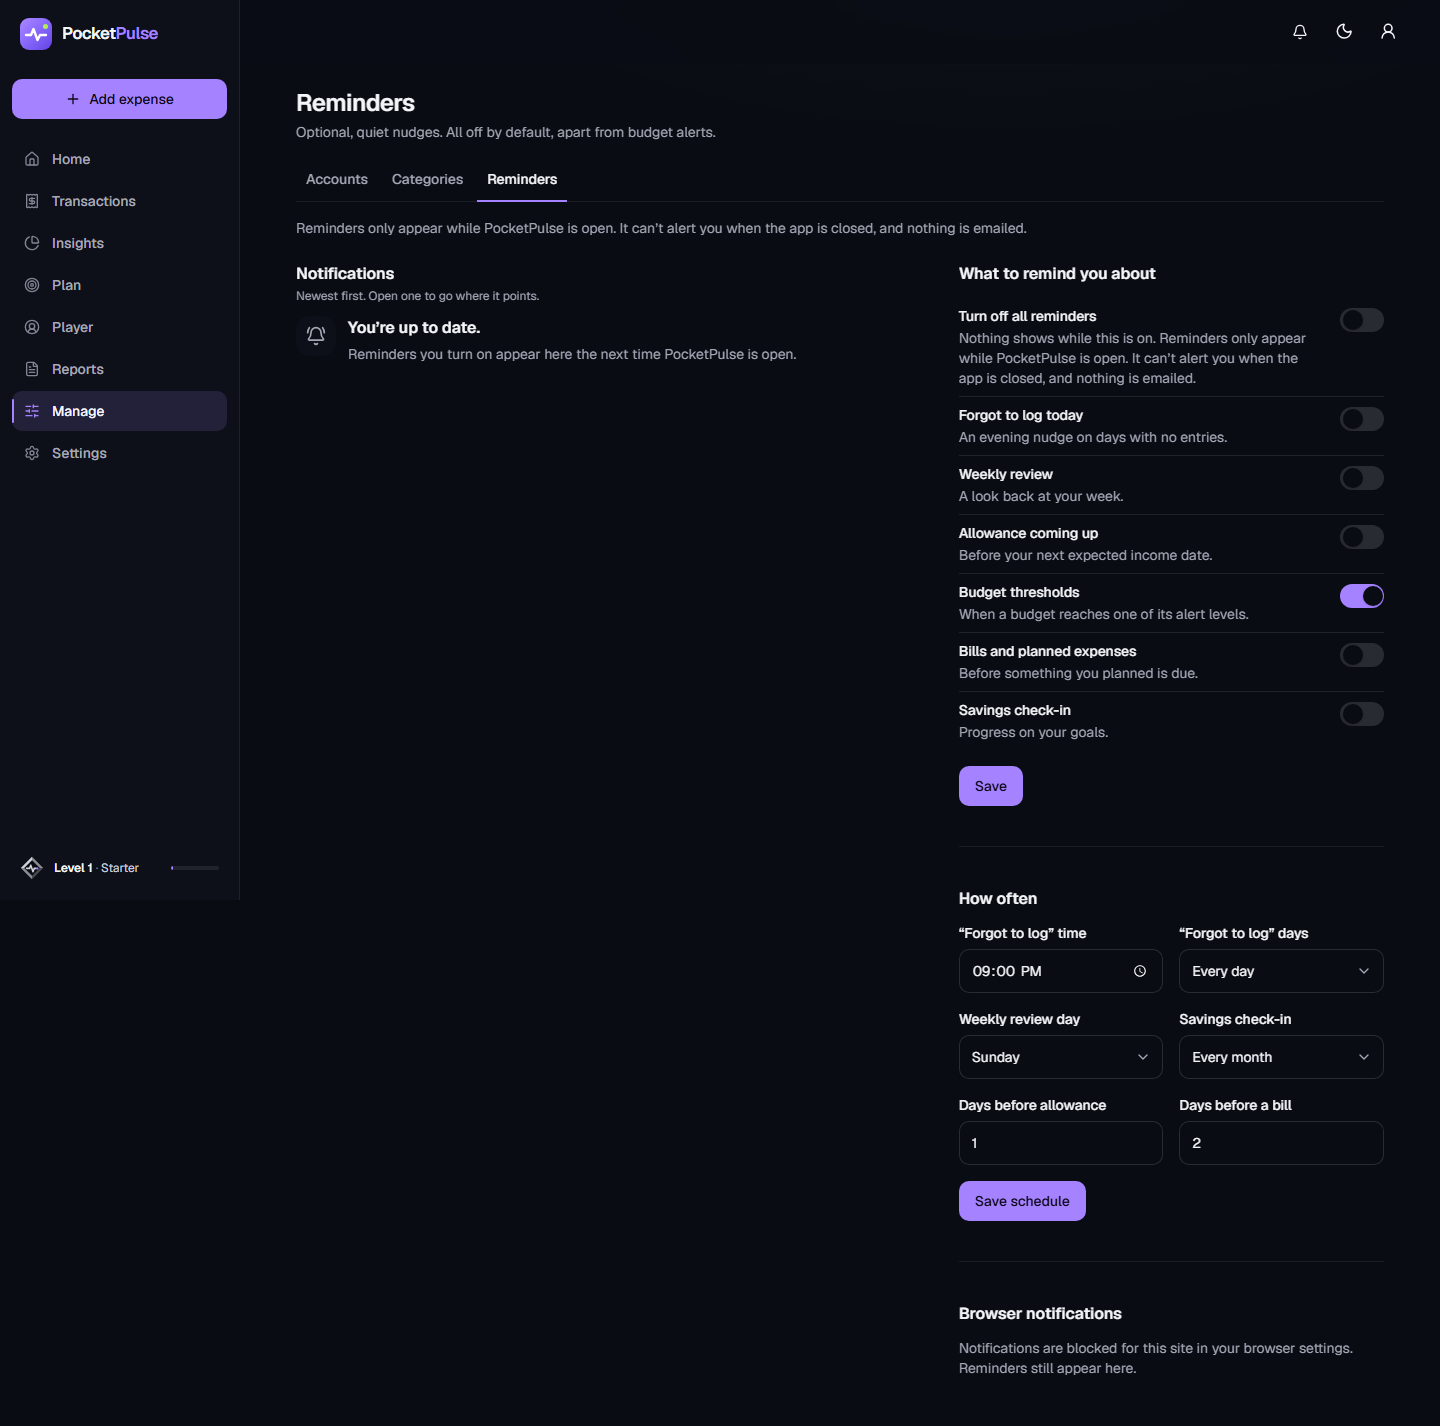 PocketPulse
Add expense
Home
Transactions
Insights
Plan
Player
Reports
Manage
Settings
Level 1 · Starter
Reminders
Optional, quiet nudges. All off by default, apart from budget alerts.
Accounts Categories Reminders
Reminders only appear while PocketPulse is open. It can’t alert you when the app is closed, and nothing is emailed.
Notifications
Newest first. Open one to go where it points.
You’re up to date.
Reminders you turn on appear here the next time PocketPulse is open.
What to remind you about
Turn off all reminders
Nothing shows while this is on. Reminders only appear
while PocketPulse is open. It can’t alert you when the
app is closed, and nothing is emailed.
Forgot to log today
An evening nudge on days with no entries.
Weekly review
A look back at your week.
Allowance coming up
Before your next expected income date.
Budget thresholds
When a budget reaches one of its alert levels.
Bills and planned expenses
Before something you planned is due.
Savings check-in
Progress on your goals.
Save
How often
“Forgot to log” time “Forgot to log” days
09:00 PM Every day
Weekly review day Savings check-in
Sunday Every month
Days before allowance Days before a bill
1 2
Save schedule
Browser notifications
Notifications are blocked for this site in your browser settings.
Reminders still appear here.